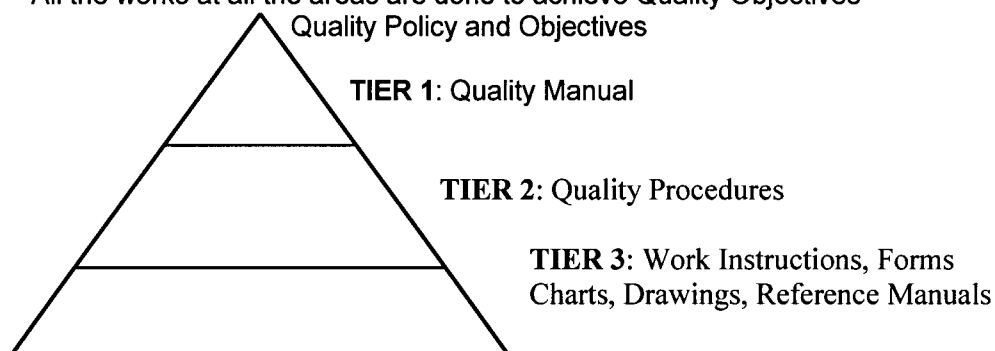 All the works at all the areas are done to achieve Quality Objectives
Quality Policy and Objectives
TIER 1: Quality Manual
TIER 2: Quality Procedures
TIER 3: Work Instructions, Forms
Charts, Drawings, Reference Manuals